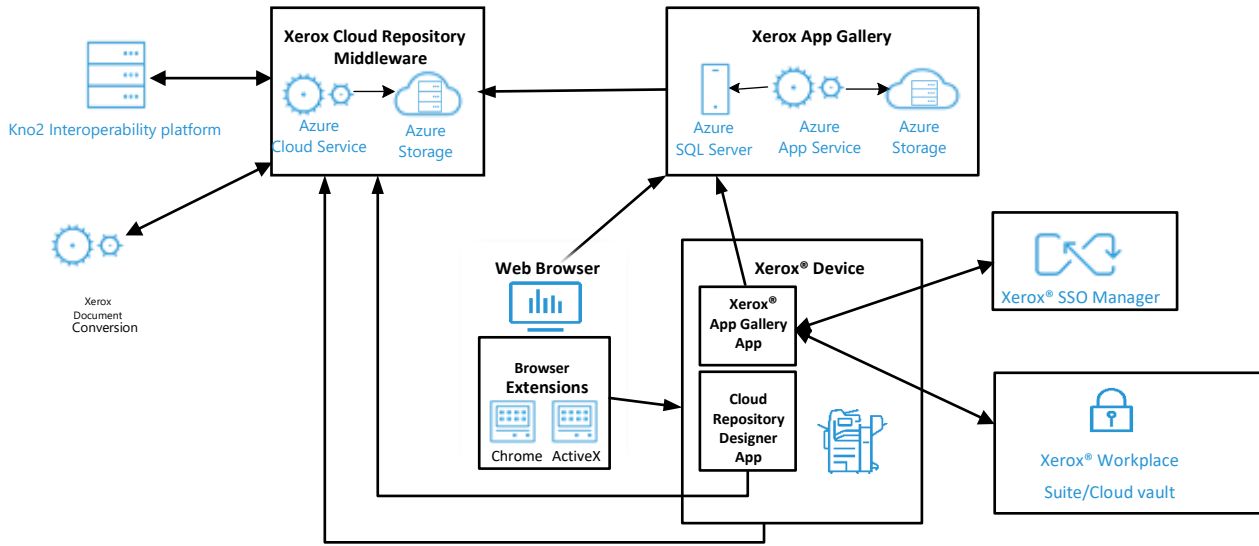 Xerox Cloud Repository
Middleware
Azure
Cloud Service
Azure
Storage
Kno2 Interoperability platform
Xerox App Gallery
Azure
SQL Server
Azure
App Service
Azure
Storage
Xerox
Document
Conversion
Web Browser
Browser
Extensions
Chrome
ActiveX
Xerox® Device
Xerox®
App Gallery
App
Cloud
Repository
Designer
App
Xerox® SSO Manager
Xerox® Workplace
Suite/Cloud vault